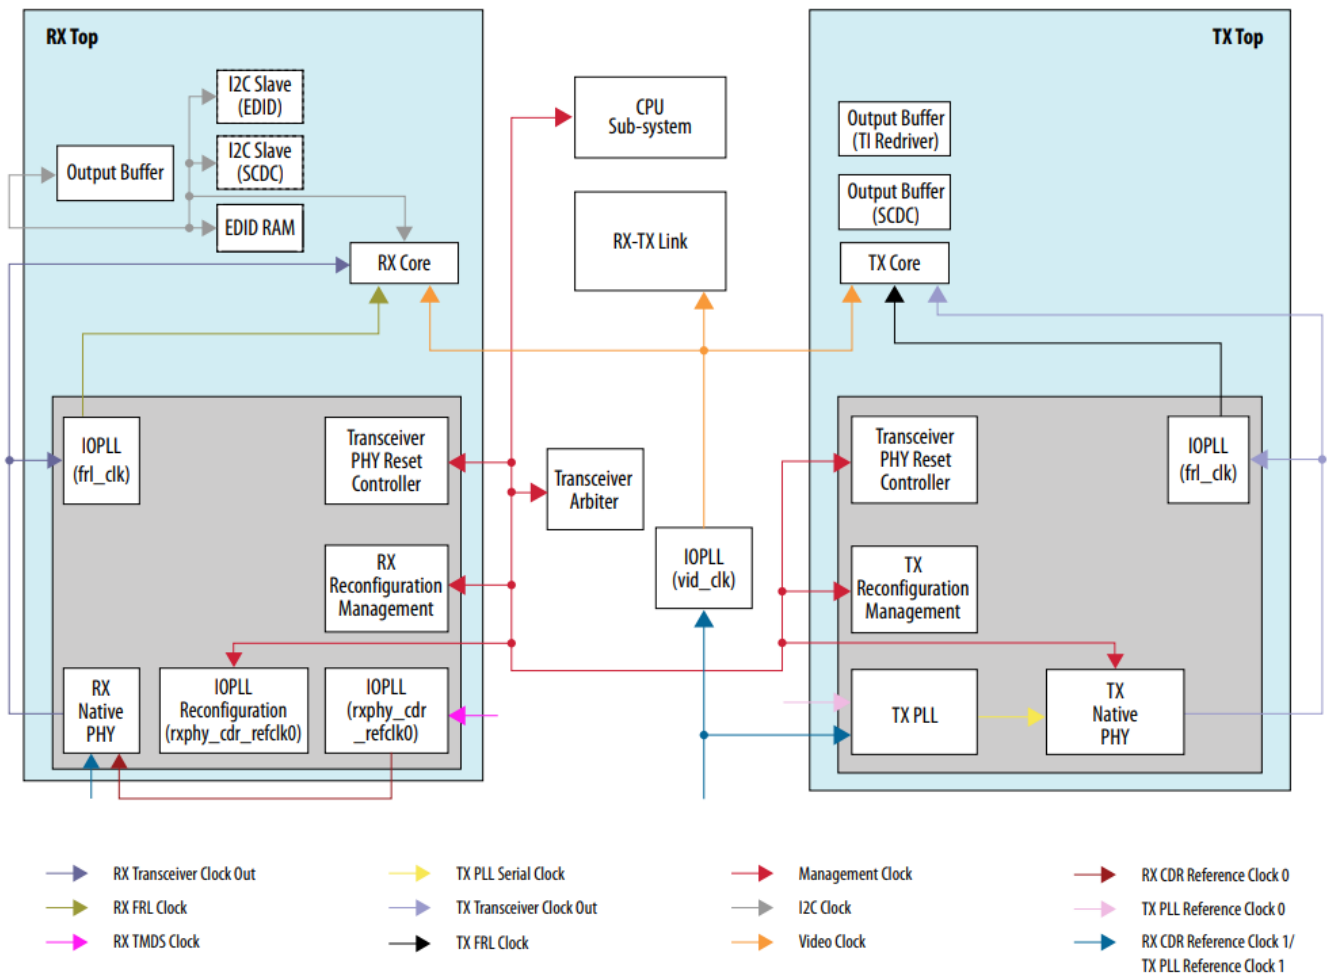 RX Top
TX Top
I2C Slave
(EDID)
I2C Slave
(SCDC)
Output Buffer
EDID RAM
RX Core
CPU
Sub-system
RX-TX Link
Output Buffer
(TI Redriver)
Output Buffer
(SCDC)
TX Core
IOPLL
(frl_clk)
Transceiver
PHY Reset
Controller
Transceiver
Arbiter
IOPLL
(vid_clk)
Transceiver
PHY Reset
Controller
IOPLL
(frl_clk)
RX
Reconfiguration
Management
TX
Reconfiguration
Management
RX
Native
PHY
IOPLL
Reconfiguration
(rxphy_cdr_refclk0)
IOPLL
(rxphy_cdr
_refclk0)
TX PLL
TX
Native
PHY
RX Transceiver Clock Out
TX PLL Serial Clock
Management Clock
RX CDR Reference Clock 0
RX FRL Clock
TX Transceiver Clock Out
I2C Clock
TX PLL Reference Clock 0
RX TMDS Clock
TX FRL Clock
Video Clock
RX CDR Reference Clock 1/
TX PLL Reference Clock 1